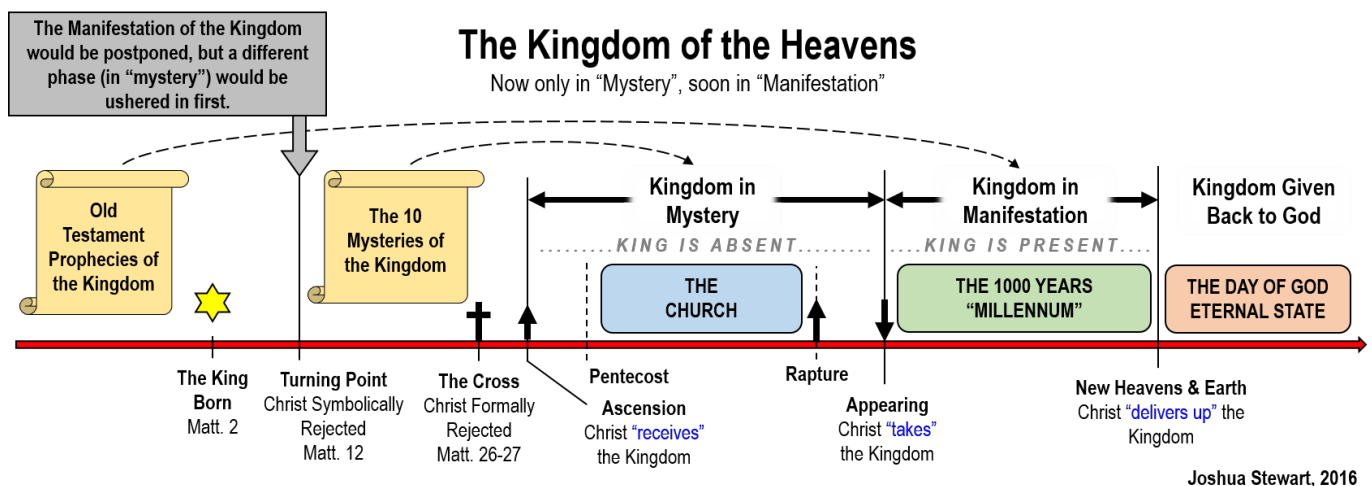 The Manifestation of the Kingdom
would be postponed, but a different
phase (in “mystery”) would be
ushered in first.
The Kingdom of the Heavens
Now only in “Mystery”, soon in “Manifestation”
Old
Testament
Prophecies of
the Kingdom
The 10
Mysteries of
the Kingdom
Kingdom in
Mystery
Kingdom in
Manifestation
Kingdom Given
Back to God
.........KING IS ABSENT.........
.....KING IS PRESENT....
THE
CHURCH
THE 1000 YEARS
“MILLENNUM”
THE DAY OF GOD
ETERNAL STATE
The King
Born
Matt. 2
Turning Point
Christ Symbolically
Rejected
Matt. 12
The Cross
Christ Formally
Rejected
Matt. 26-27
Pentecost
Ascension
Christ “receives”
the Kingdom
Rapture
Appearing
Christ “takes”
the Kingdom
New Heavens & Earth
Christ “delivers up” the
Kingdom
Joshua Stewart, 2016